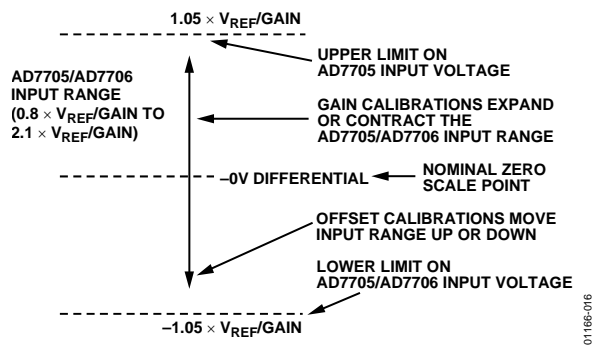 1.05 × VREF/GAIN
UPPER LIMIT ON
AD7705 INPUT VOLTAGE
AD7705/AD7706
INPUT RANGE
(0.8 × VREF/GAIN TO
2.1 × VREF/GAIN)
GAIN CALIBRATIONS EXPAND
OR CONTRACT THE
AD7705/AD7706 INPUT RANGE
–0V DIFFERENTIAL
NOMINAL ZERO
SCALE POINT
OFFSET CALIBRATIONS MOVE
INPUT RANGE UP OR DOWN
LOWER LIMIT ON
AD7705/AD7706 INPUT VOLTAGE
–1.05 × VREF/GAIN
01166-016